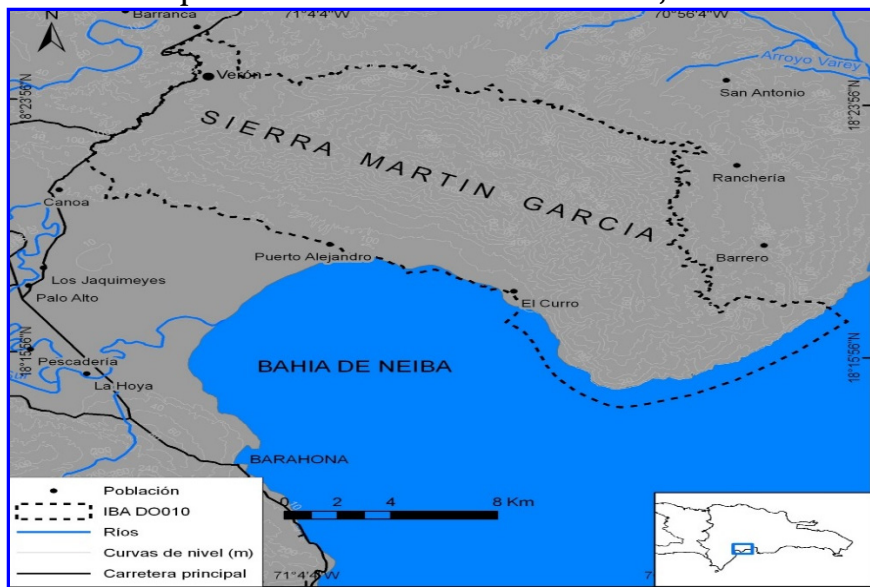 Barranca
71°4'4"W
70°56'4"W
N
Arroyo Varey
Verón
San Antonio
18°23'56"N
18°23'56"N
SIERRA MARTIN GARCIA
Ranchería
Canoa
Puerto Alejandro
Barrero
Los Jaquimeyes
Palo Alto
El Curro
18°15'56"N
18°15'56"N
Pescadería
BAHIA DE NEIBA
La Hoya
BARAHONA
Población
IBA DO010
Ríos
Curvas de nivel (m)
Carretera principal
0 2 4 8 Km
71°4'4"W